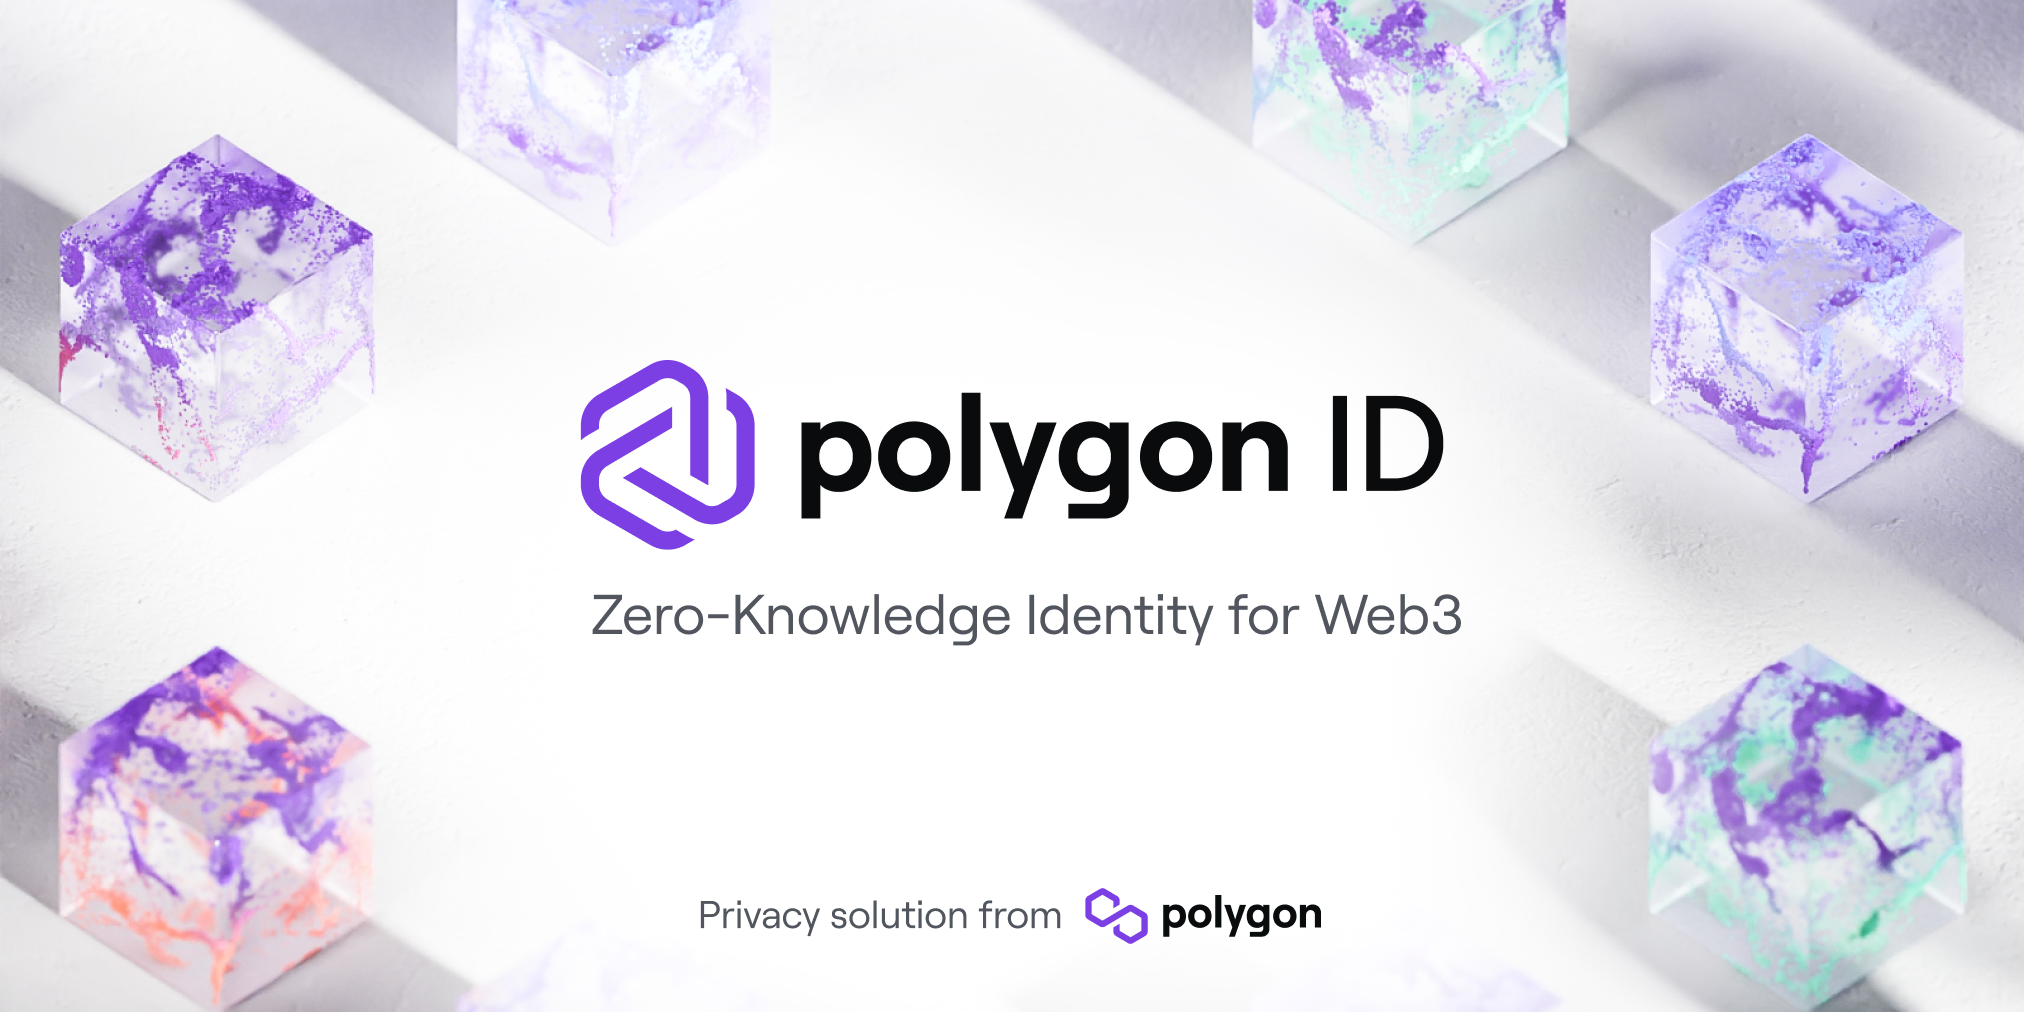 polygon ID
Zero-Knowledge Identity for Web3
Privacy solution from polygon